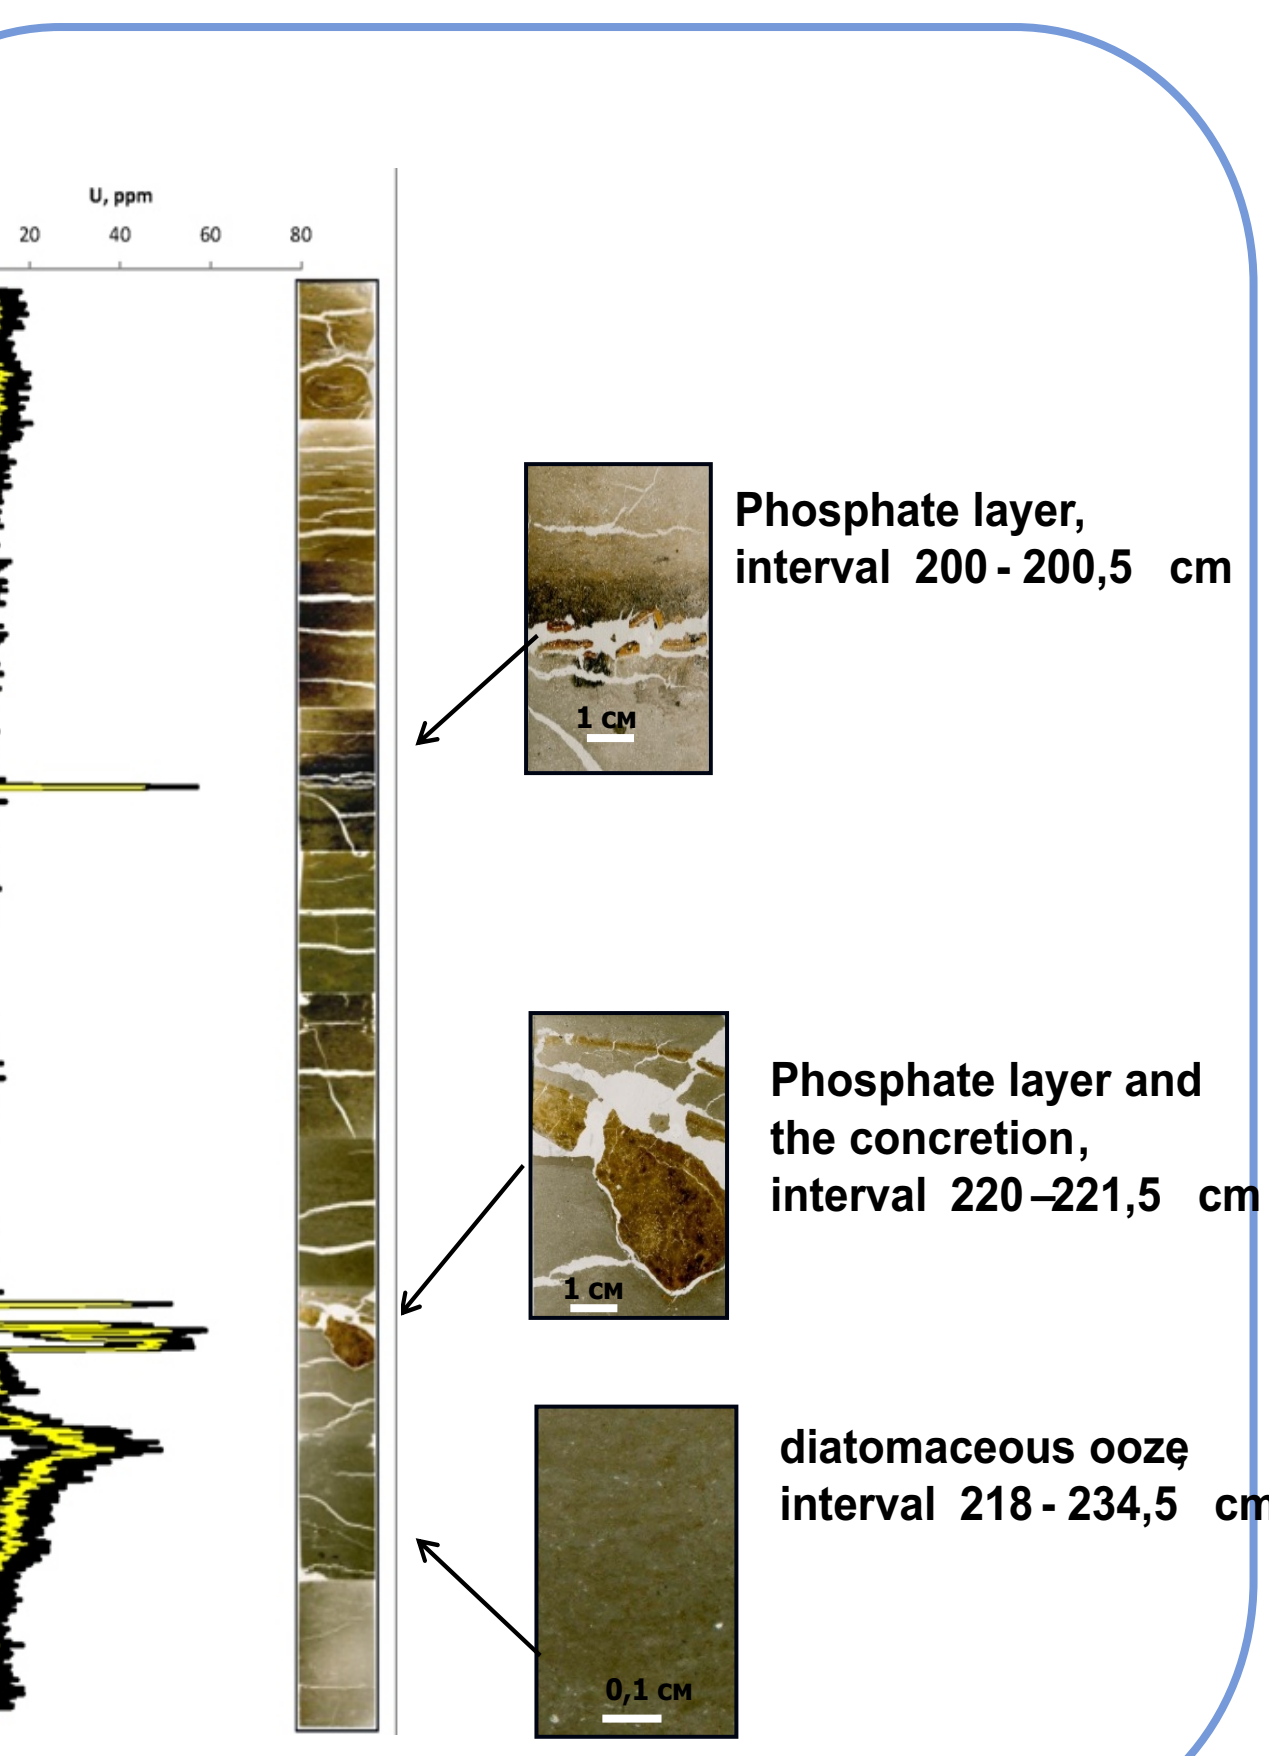 U, ppm
20 40 60 80
Phosphate layer,
interval 200 - 200,5 cm
1 см
Phosphate layer and
the concretion,
interval 220 –221,5 cm
1 см
diatomaceous ooze,
interval 218 - 234,5 cm
0,1 см